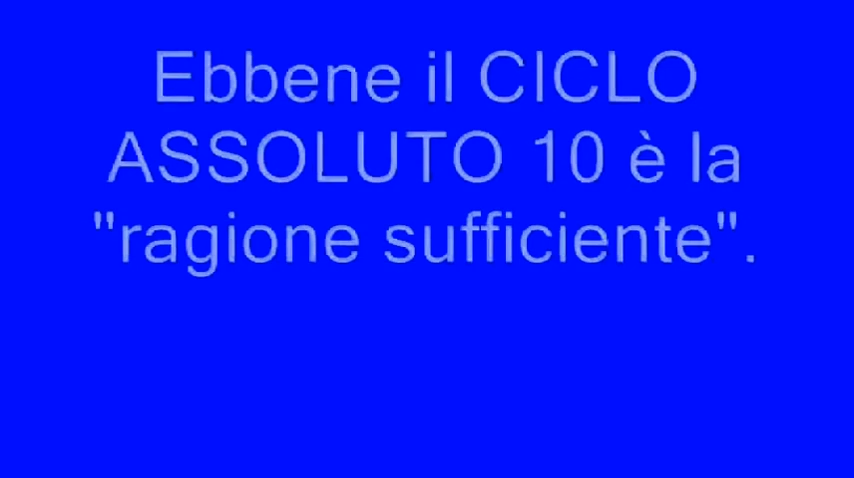 Ebbene il CICLO
ASSOLUTO 10 è la
"ragione sufficiente".